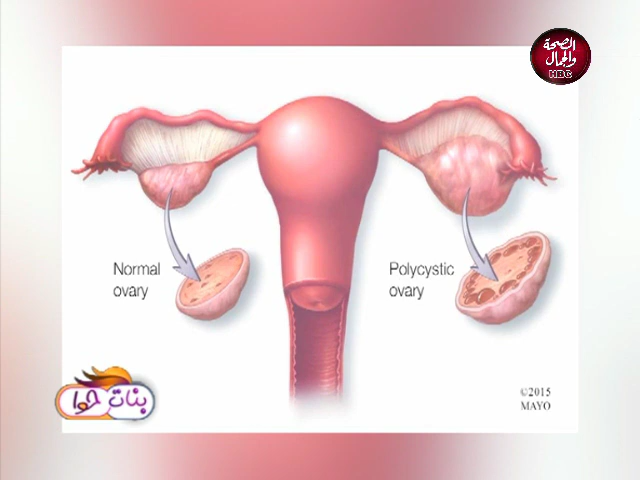 الصحة
والجمال
HBC
Normal
ovary
Polycystic
ovary
بنات حوا
©2015
MAYO